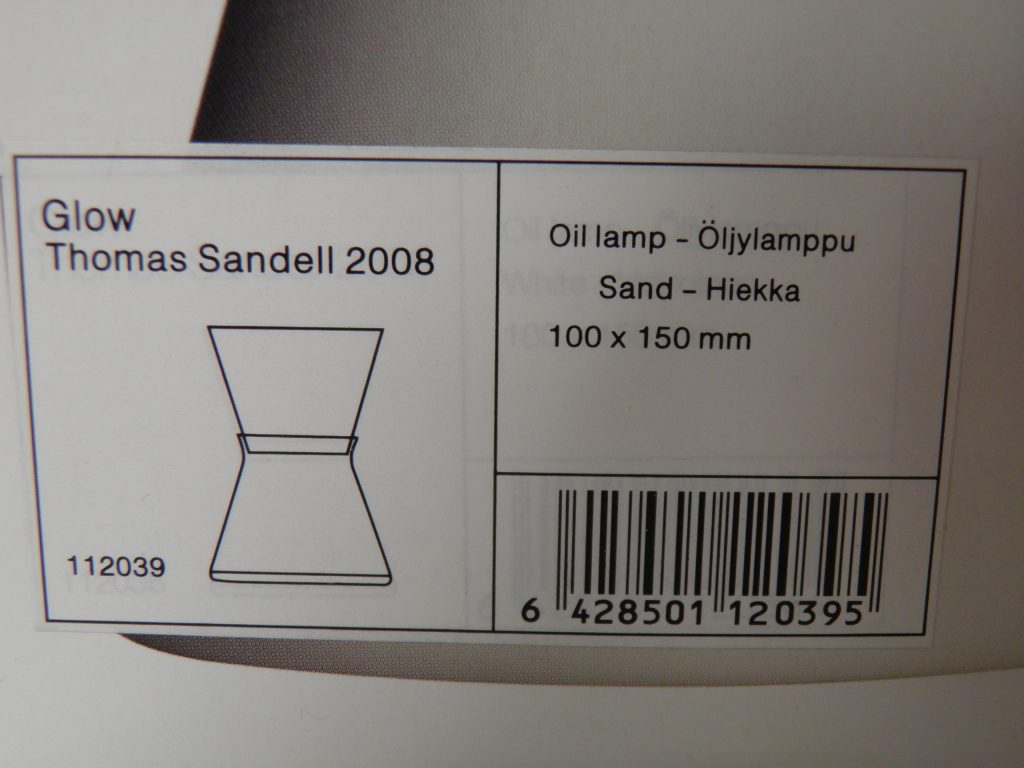 Glow
Thomas Sandell 2008
112039
Oil lamp – Öljylamppu
Sand – Hiekka
100 x 150 mm
6 428501 120395